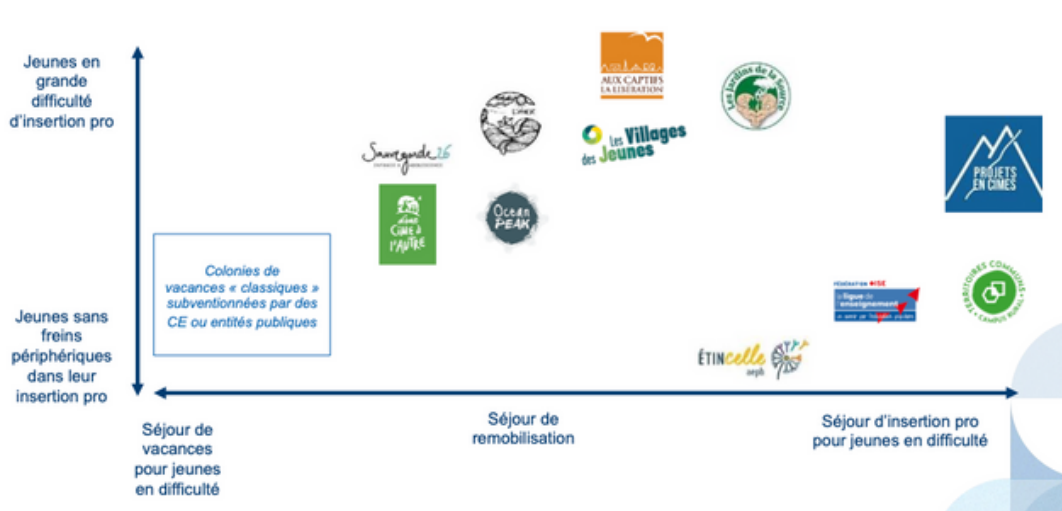 Jeunes en
grande
difficulté
d'insertion pro
AUX CAPTIFS
LA LIBÉRATION
Les Jardins de la Source
Les Villages
des Jeunes
Sauvegarde 26
PROJETS
EN CIMES
d'une
CIME À
l'AUTRE
Ocean
PEAK
Colonies de
vacances « classiques »
subventionnées par des
CE ou entités publiques
TERRITOIRES COMMUNS
CAMPUS RURAL
la ligue de
l'enseignement
ÉTINcelle
Jeunes sans
freins
périphériques
dans leur
insertion pro
Séjour de
vacances
pour jeunes
en difficulté
Séjour de
remobilisation
Séjour d'insertion pro
pour jeunes en difficulté